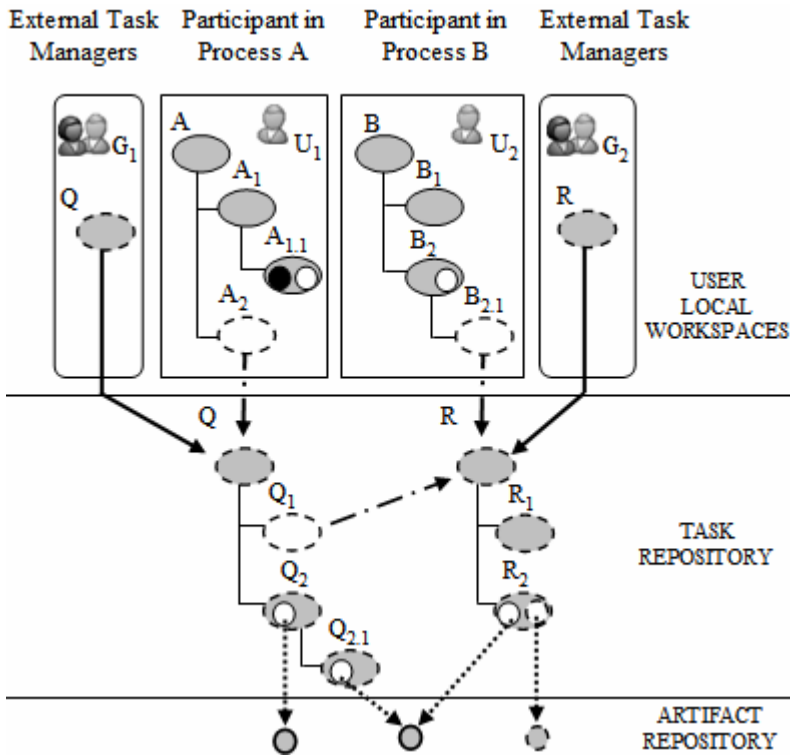 External Task
Managers
Participant in
Process A
Participant in
Process B
External Task
Managers
G1
Q
A
U1
A1
A1.1
A2
B
U2
B1
B2
B2.1
R
G2
USER
LOCAL
WORKSPACES
Q
R
Q1
R1
TASK
REPOSITORY
Q2
R2
Q2.1
ARTIFACT
REPOSITORY